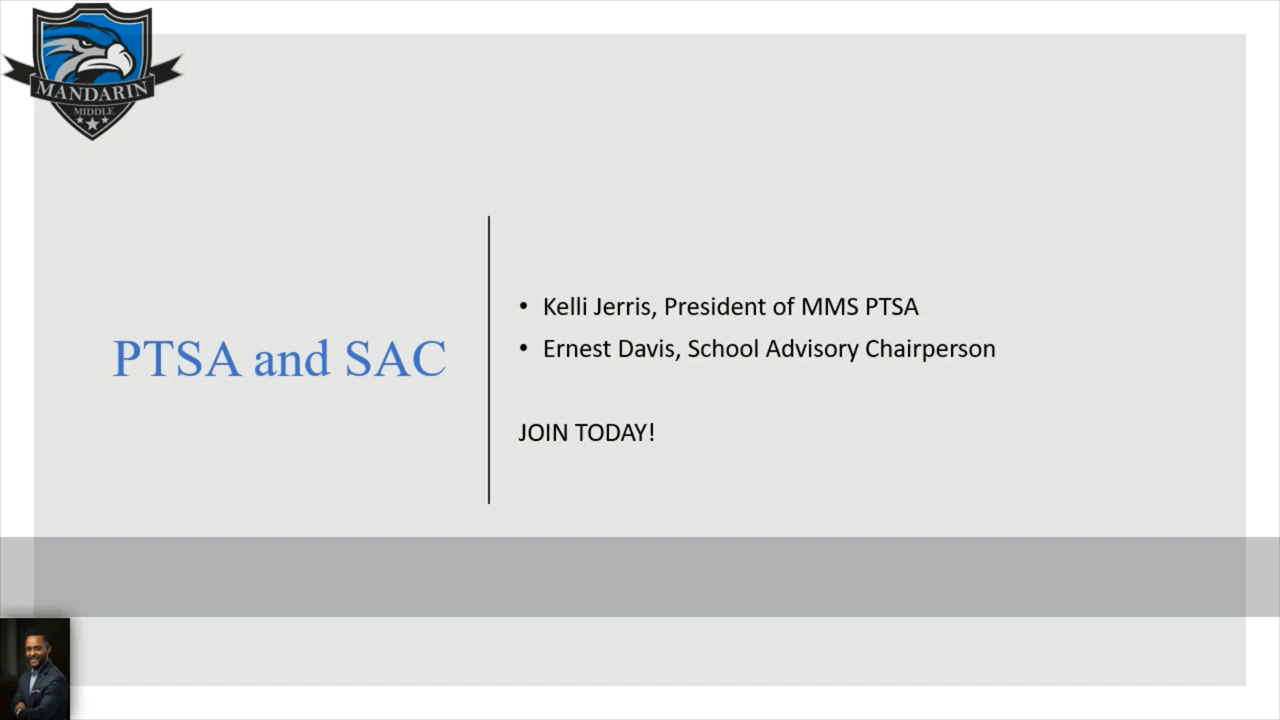 MANDARIN
MIDDLE
PTSA and SAC
• Kelli Jerris, President of MMS PTSA
• Ernest Davis, School Advisory Chairperson
JOIN TODAY!